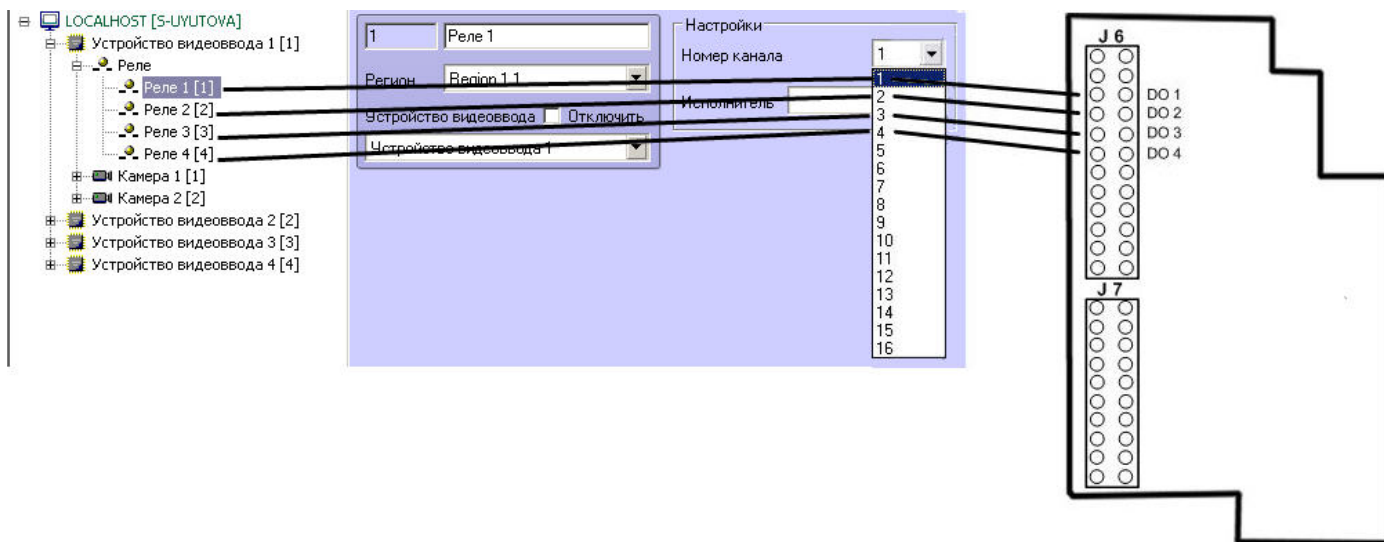 LOCALHOST [S-UYUTOVA]
Устройство видеоввода 1 [1]
Реле
Реле 1 [1]
Реле 2 [2]
Реле 3 [3]
Реле 4 [4]
Камера 1 [1]
Камера 2 [2]
Устройство видеоввода 2 [2]
Устройство видеоввода 3 [3]
Устройство видеоввода 4 [4]
1
Реле 1
Регион
Region 1.1
Устройство видеоввода
Отключить
Устройство видеоввода 1
Настройки
Номер канала
1
Исполнитель
1
2
3
4
5
6
7
8
9
10
11
12
13
14
15
16
J 6
DO 1
DO 2
DO 3
DO 4
J 7